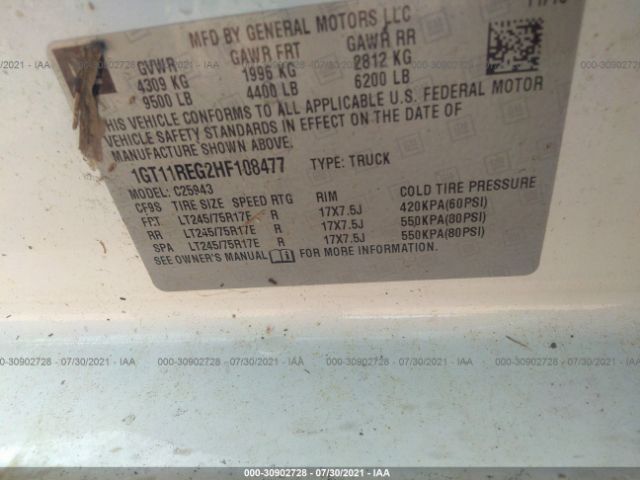 MFD BY GENERAL MOTORS LLC
GVWR GAWR FRT GAWR RR
4309 KG 1996 KG 2812 KG
9500 LB 4400 LB 6200 LB
THIS VEHICLE CONFORMS TO ALL APPLICABLE U.S. FEDERAL MOTOR
VEHICLE SAFETY STANDARDS IN EFFECT ON THE DATE OF
MANUFACTURE SHOWN ABOVE.
1GT11REG2HF108477 TYPE: TRUCK
MODEL: C25943
CF9S TIRE SIZE SPEED RTG RIM COLD TIRE PRESSURE
FRT LT245/75R17E R 17X7.5J 420KPA(60PSI)
RR LT245/75R17E R 17X7.5J 550KPA(80PSI)
SPA LT245/75R17E R 17X7.5J 550KPA(80PSI)
SEE OWNER'S MANUAL FOR MORE INFORMATION.
000-30902728 - 07/30/2021 - IAA